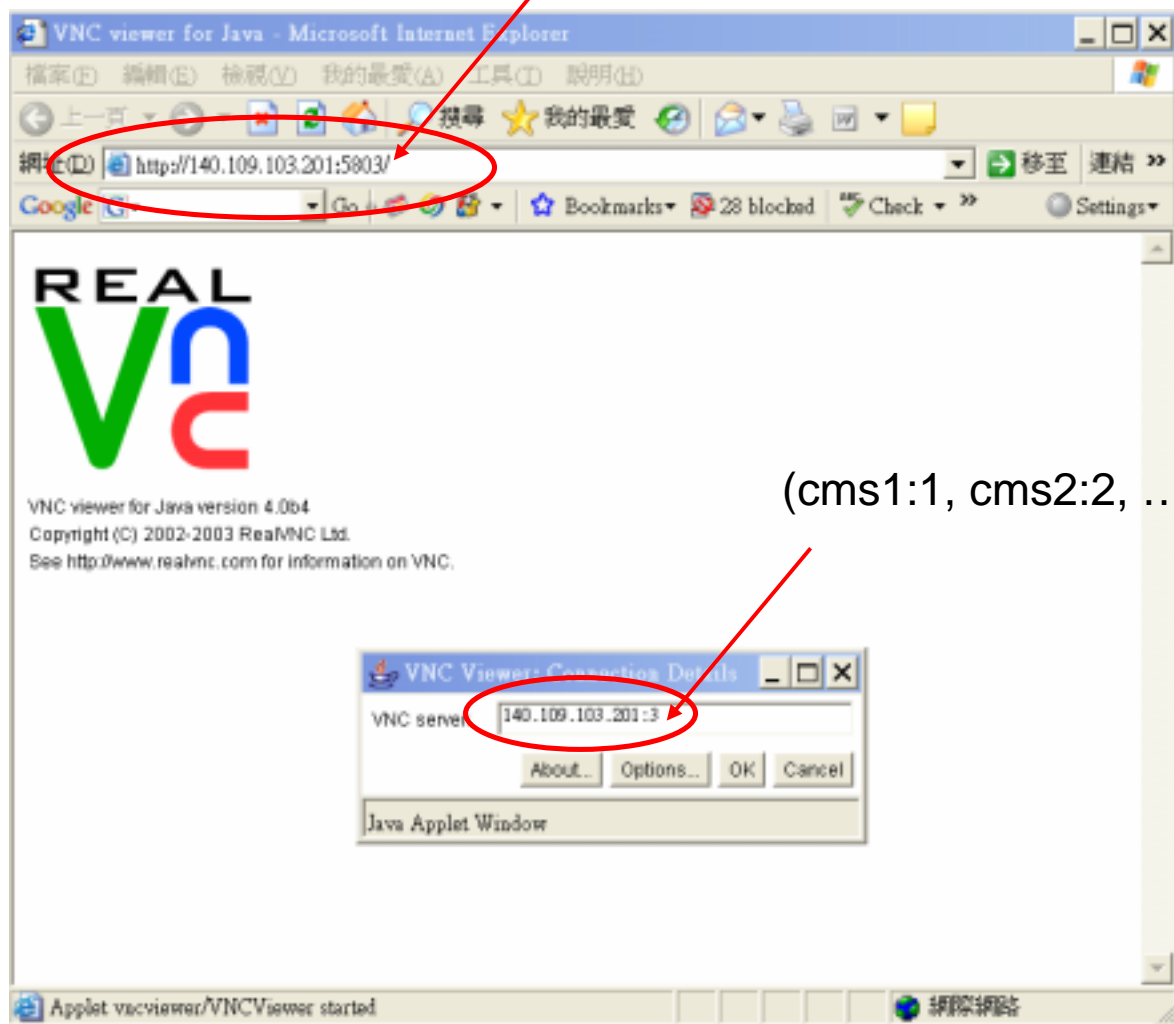 VNC viewer for Java - Microsoft Internet Explorer
檔案(F) 編輯(E) 檢視(V) 我的最愛(A) 工具(T) 說明(H)
上一頁 搜尋 我的最愛
網址(D) http://140.109.103.201:5803/ 移至 連結 »
Google G Go Bookmarks 28 blocked Check » Settings
REAL
Vnc
VNC viewer for Java version 4.0b4
Copyright (C) 2002-2003 RealVNC Ltd.
See http://www.realvnc.com for information on VNC.
(cms1:1, cms2:2, ..
VNC Viewer: Connection Details
VNC server 140.109.103.201:3
About... Options... OK Cancel
Java Applet Window
Applet vncviewer/VNCViewer started 網際網路